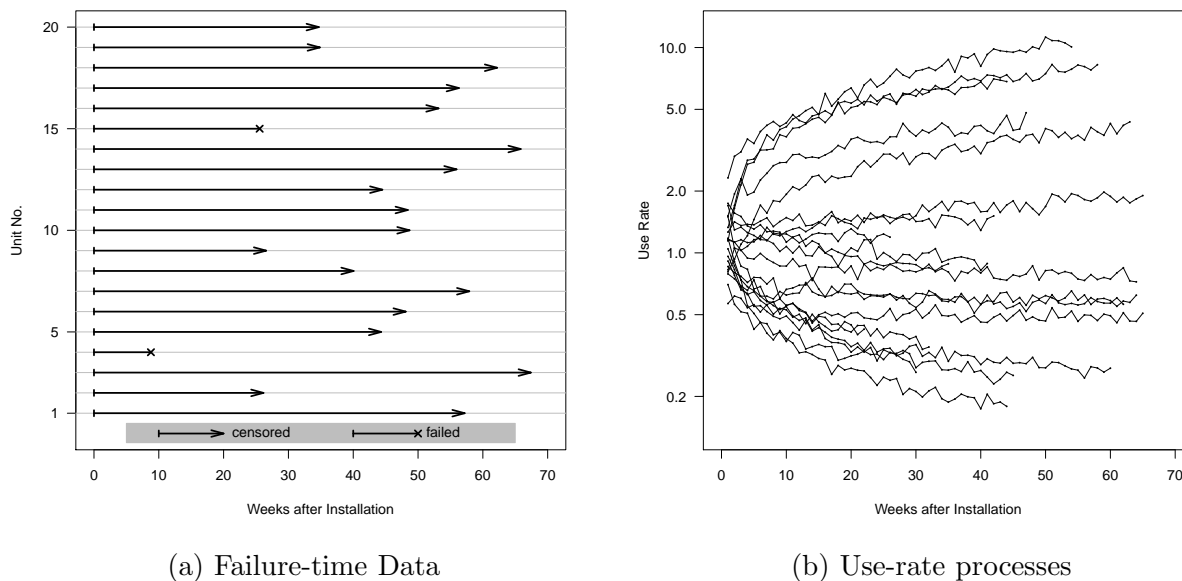 20
15
10
5
1
Unit No.
censored
failed
0 10 20 30 40 50 60 70
Weeks after Installation
(a) Failure-time Data
10.0
5.0
2.0
1.0
0.5
0.2
Use Rate
0 10 20 30 40 50 60 70
Weeks after Installation
(b) Use-rate processes